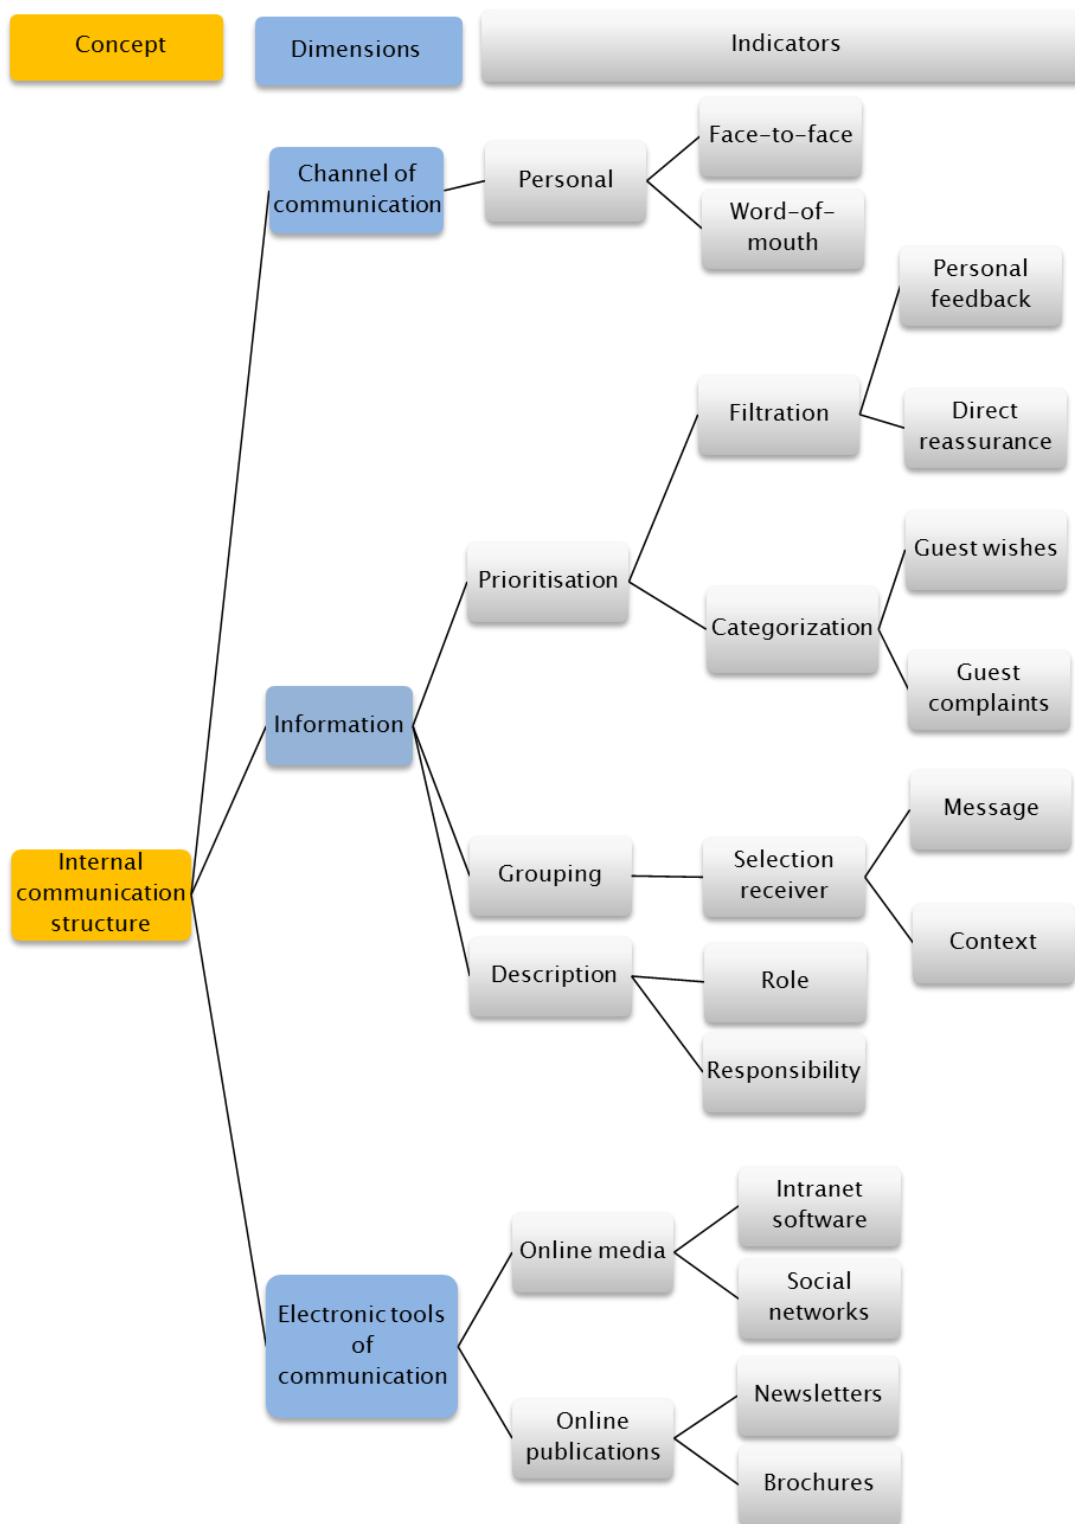 Concept
Dimensions
Indicators
Channel of
communication
Personal
Face-to-face
Word-of-
mouth
Personal
feedback
Filtration
Direct
reassurance
Prioritisation
Guest wishes
Categorization
Guest
complaints
Information
Message
Grouping
Selection
receiver
Internal
communication
structure
Context
Description
Role
Responsibility
Intranet
software
Online media
Social
networks
Electronic tools
of
communication
Newsletters
Online
publications
Brochures